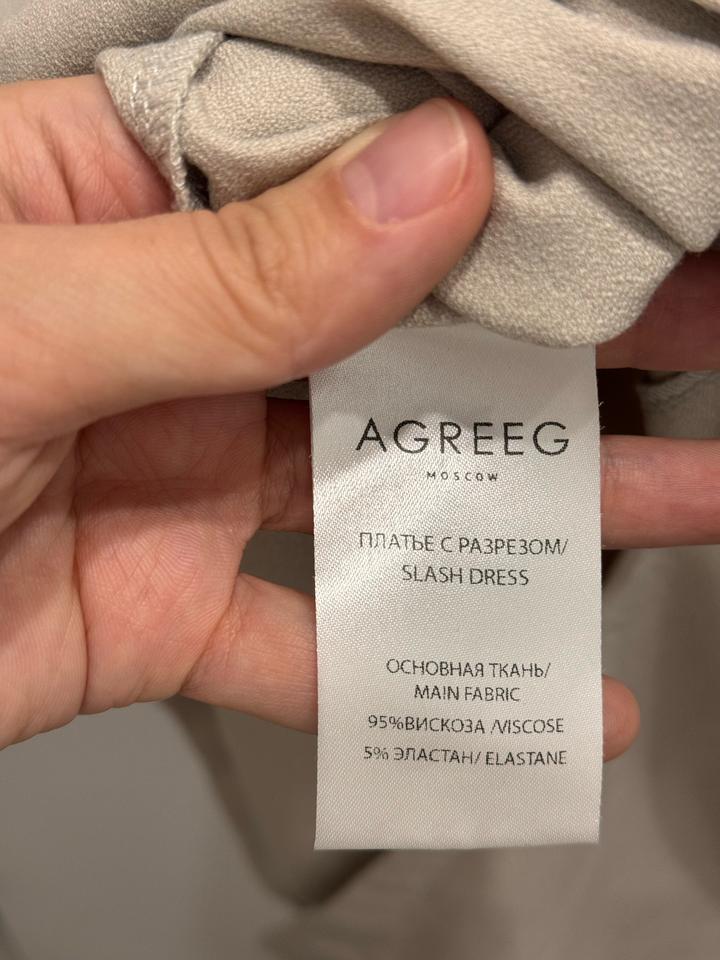 AGREEG
MOSCOW
ПЛАТЬЕ С РАЗРЕЗОМ/
SLASH DRESS
ОСНОВНАЯ ТКАНЬ/
MAIN FABRIC
95%ВИСКОЗА /VISCOSE
5% ЭЛАСТАН/ ELASTANE